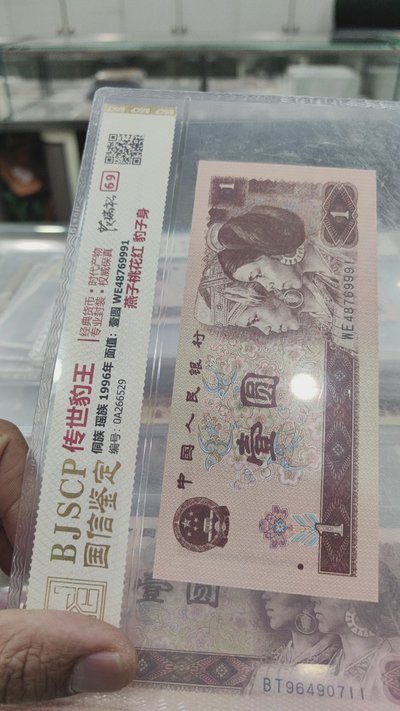 BJSCP
国信鉴定
传世豹王
经典货币·时代在物
专业封装·权威保真
侗族 瑶族 1996年 面值：壹圆 WE48769991
燕子桃花红 豹子身
编号：0A266529
69
1
WE48769991
中国人民银行
壹圆
1
BT96490711